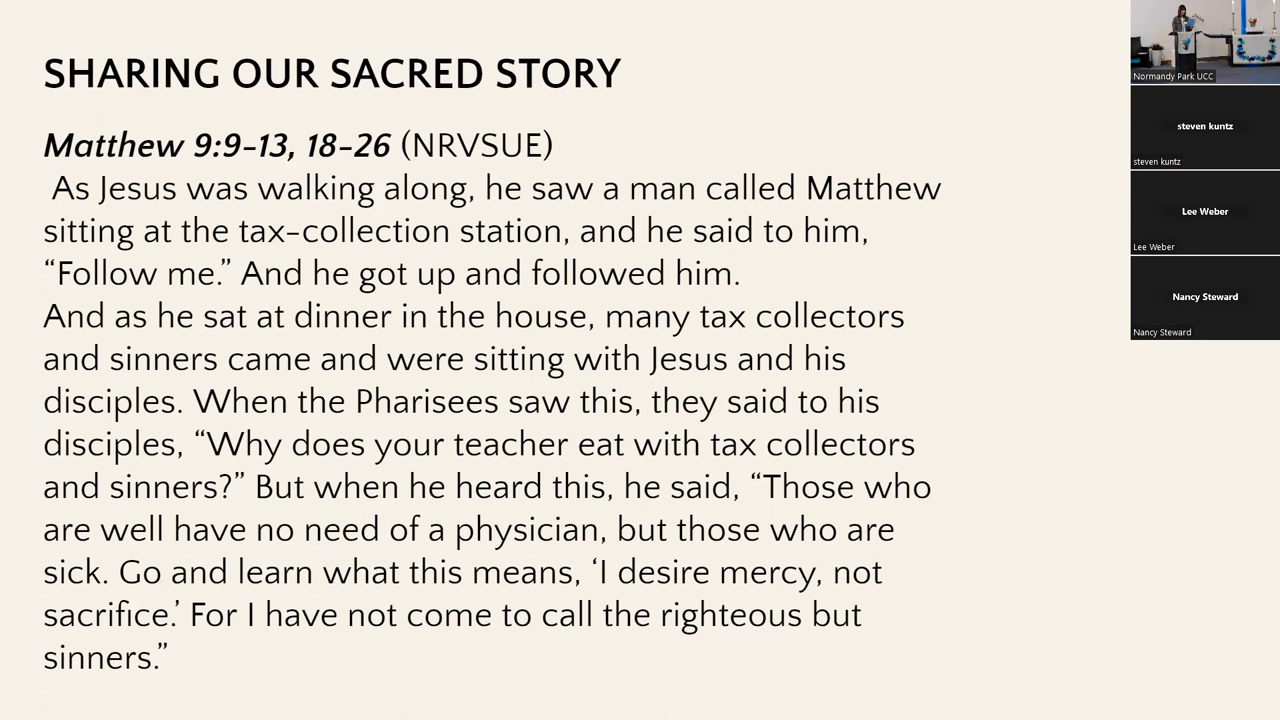 SHARING OUR SACRED STORY
Matthew 9:9-13, 18-26 (NRVSUE)
As Jesus was walking along, he saw a man called Matthew
sitting at the tax-collection station, and he said to him,
“Follow me.” And he got up and followed him.
And as he sat at dinner in the house, many tax collectors
and sinners came and were sitting with Jesus and his
disciples. When the Pharisees saw this, they said to his
disciples, “Why does your teacher eat with tax collectors
and sinners?” But when he heard this, he said, “Those who
are well have no need of a physician, but those who are
sick. Go and learn what this means, ‘I desire mercy, not
sacrifice.’ For I have not come to call the righteous but
sinners.”
Normandy Park UCC
steven kuntz
steven kuntz
Lee Weber
Lee Weber
Nancy Steward
Nancy Steward